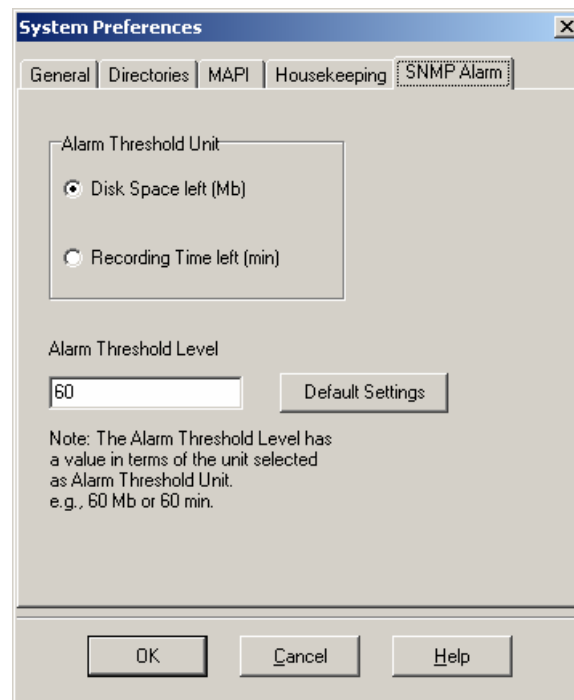 System Preferences
General Directories MAPI Housekeeping SNMP Alarm
Alarm Threshold Unit
Disk Space left (Mb)
Recording Time left (min)
Alarm Threshold Level
60 Default Settings
Note: The Alarm Threshold Level has
a value in terms of the unit selected
as Alarm Threshold Unit.
e.g., 60 Mb or 60 min.
OK Cancel Help